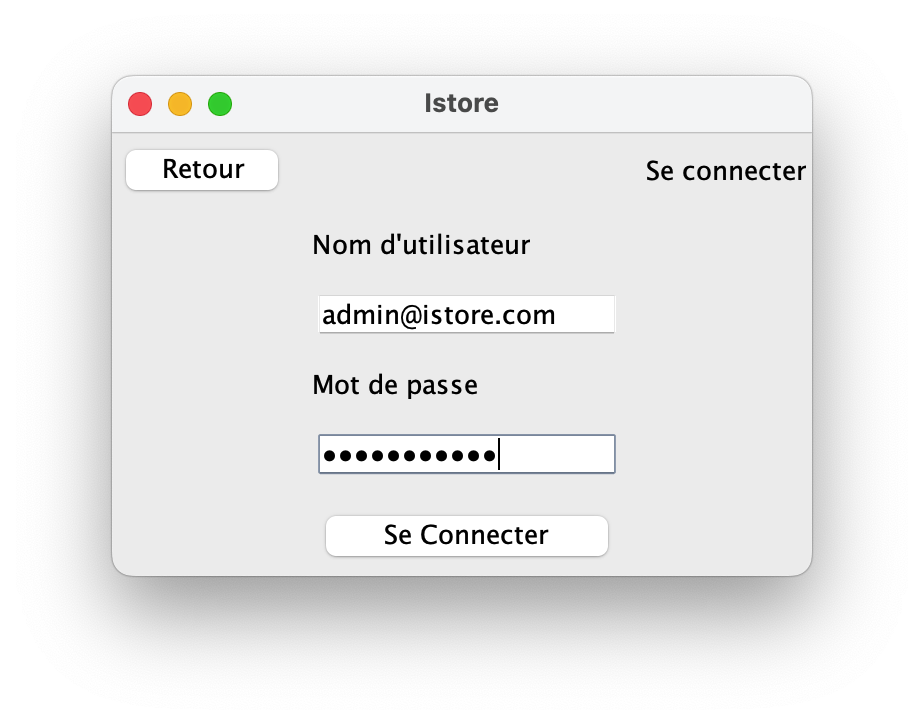 Istore
Retour
Se connecter
Nom d'utilisateur
admin@istore.com
Mot de passe
•••••••••••
Se Connecter